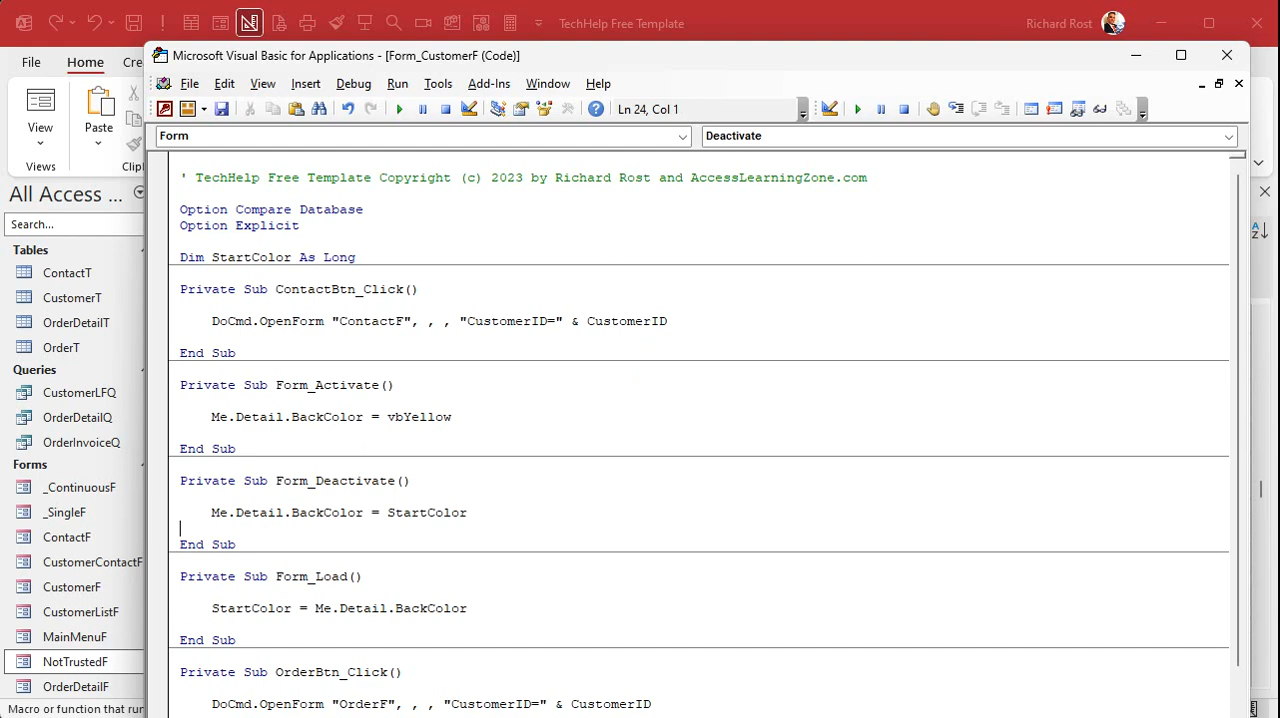 TechHelp Free Template
Richard Rost
File
Home
Cre
View
Views
Paste
Clipl
All Access ...
Search...
Tables
ContactT
CustomerT
OrderDetailT
OrderT
Queries
CustomerLFQ
OrderDetailQ
OrderInvoiceQ
Forms
_ContinuousF
_SingleF
ContactF
CustomerContactF
CustomerF
CustomerListF
MainMenuF
NotTrustedF
OrderDetailF
Macro or function that run
Microsoft Visual Basic for Applications - [Form_CustomerF (Code)]
File Edit View Insert Debug Run Tools Add-Ins Window Help
Ln 24, Col 1
Form
Deactivate
' TechHelp Free Template Copyright (c) 2023 by Richard Rost and AccessLearningZone.com
Option Compare Database
Option Explicit
Dim StartColor As Long
Private Sub ContactBtn_Click()
DoCmd.OpenForm "ContactF", , , "CustomerID=" & CustomerID
End Sub
Private Sub Form_Activate()
Me.Detail.BackColor = vbYellow
End Sub
Private Sub Form_Deactivate()
Me.Detail.BackColor = StartColor
End Sub
Private Sub Form_Load()
StartColor = Me.Detail.BackColor
End Sub
Private Sub OrderBtn_Click()
DoCmd.OpenForm "OrderF", , , "CustomerID=" & CustomerID